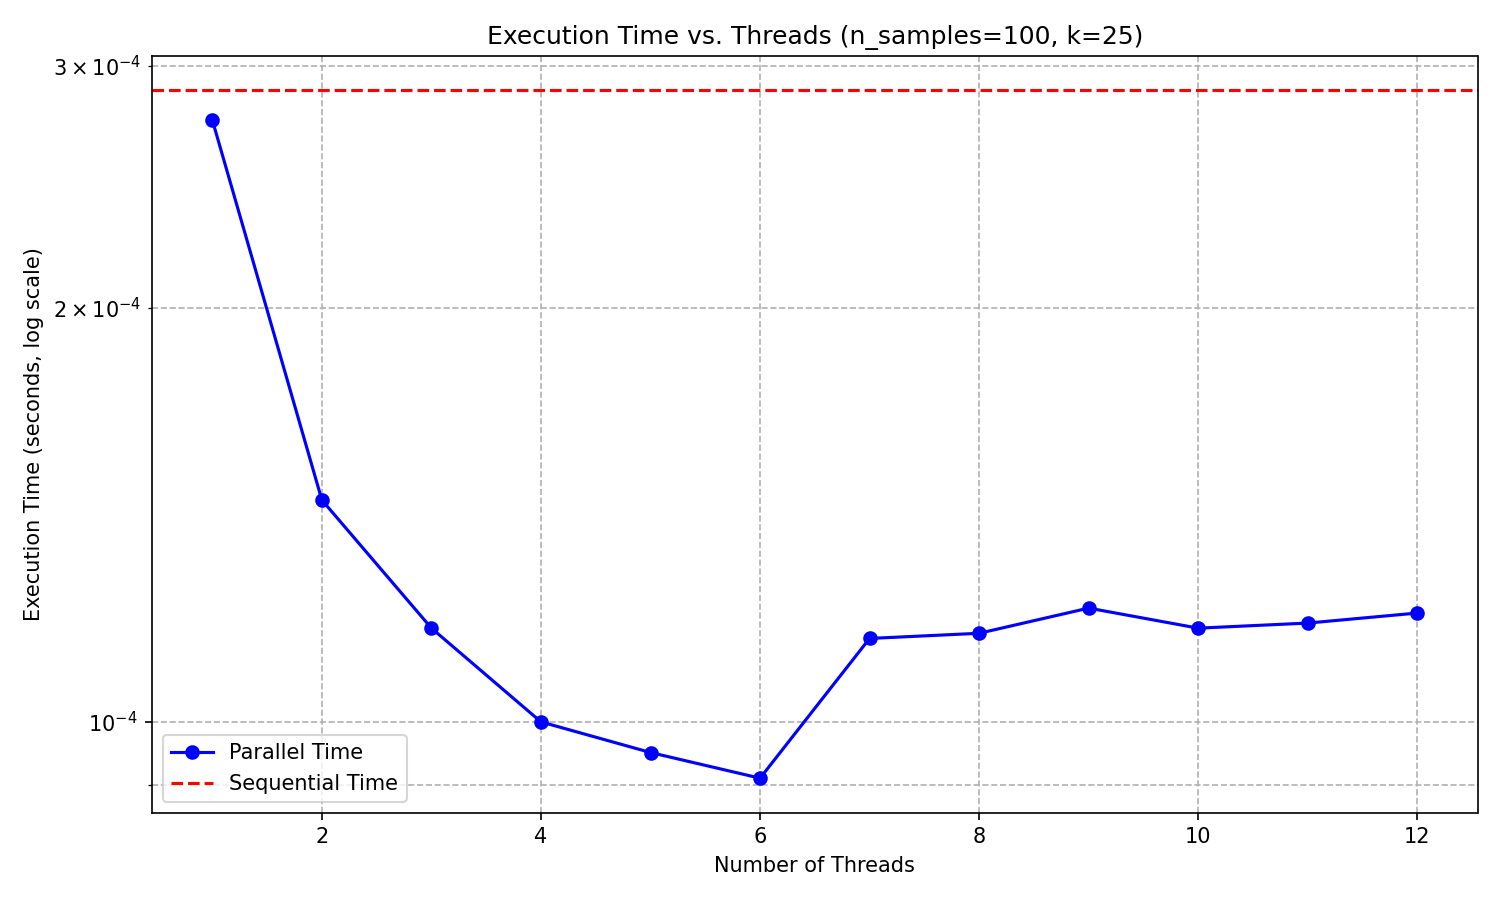 Execution Time vs. Threads (n_samples=100, k=25)
Execution Time (seconds, log scale)
3 × 10⁻⁴
2 × 10⁻⁴
10⁻⁴
Parallel Time
Sequential Time
2 4 6 8 10 12
Number of Threads